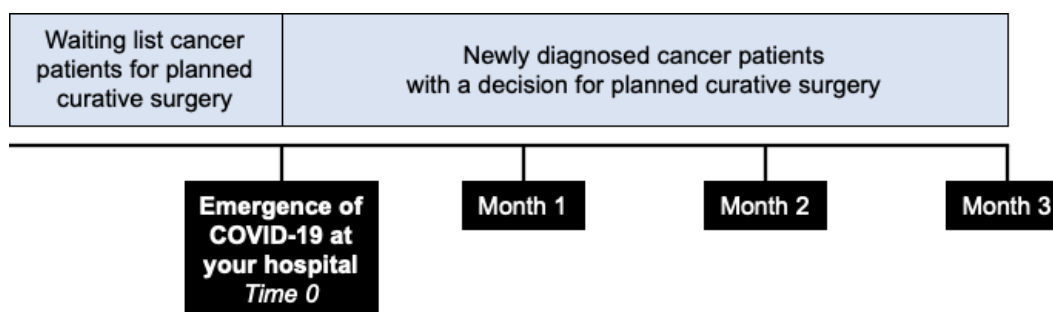 Waiting list cancer
patients for planned
curative surgery
Newly diagnosed cancer patients
with a decision for planned curative surgery
Emergence of
COVID-19 at
your hospital
Time 0
Month 1
Month 2
Month 3